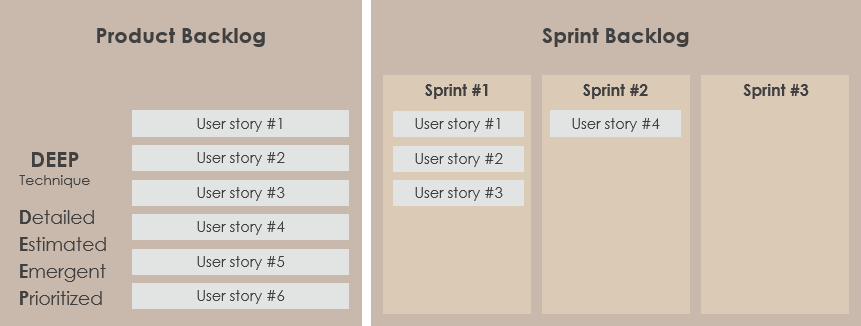 Product Backlog
DEEP
Technique
Detailed
Estimated
Emergent
Prioritized
User story #1
User story #2
User story #3
User story #4
User story #5
User story #6
Sprint Backlog
Sprint #1
User story #1
User story #2
User story #3
Sprint #2
User story #4
Sprint #3